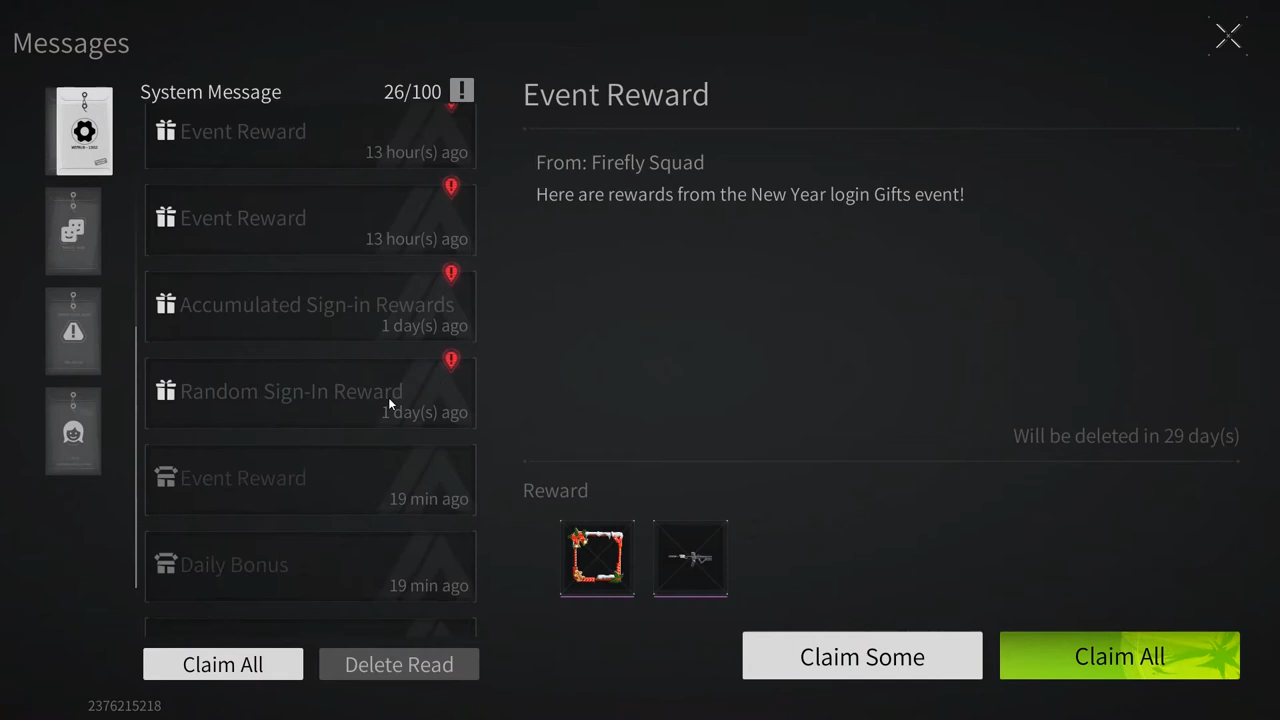 Messages
System Message 26/100
Event Reward
13 hour(s) ago
Event Reward
13 hour(s) ago
Accumulated Sign-in Rewards
1 day(s) ago
Random Sign-In Reward
1 day(s) ago
Event Reward
19 min ago
Daily Bonus
19 min ago
Claim All
Delete Read
Event Reward
From: Firefly Squad
Here are rewards from the New Year login Gifts event!
Will be deleted in 29 day(s)
Reward
Claim Some
Claim All
2376215218